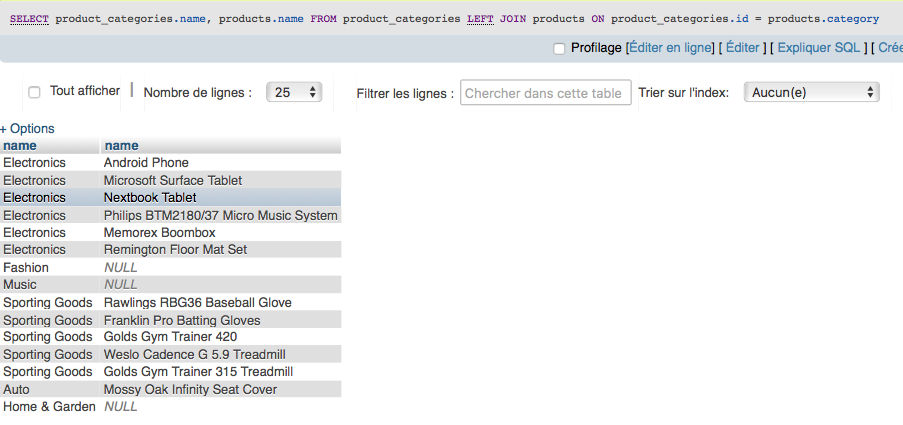 SELECT product_categories.name, products.name FROM product_categories LEFT JOIN products ON product_categories.id = products.category
Profilage [Éditer en ligne] [ Éditer ] [ Expliquer SQL ] [ Crée
Tout afficher | Nombre de lignes : 25 Filtrer les lignes : Chercher dans cette table Trier sur l'index: Aucun(e)
+ Options
name name
Electronics Android Phone
Electronics Microsoft Surface Tablet
Electronics Nextbook Tablet
Electronics Philips BTM2180/37 Micro Music System
Electronics Memorex Boombox
Electronics Remington Floor Mat Set
Fashion NULL
Music NULL
Sporting Goods Rawlings RBG36 Baseball Glove
Sporting Goods Franklin Pro Batting Gloves
Sporting Goods Golds Gym Trainer 420
Sporting Goods Weslo Cadence G 5.9 Treadmill
Sporting Goods Golds Gym Trainer 315 Treadmill
Auto Mossy Oak Infinity Seat Cover
Home & Garden NULL